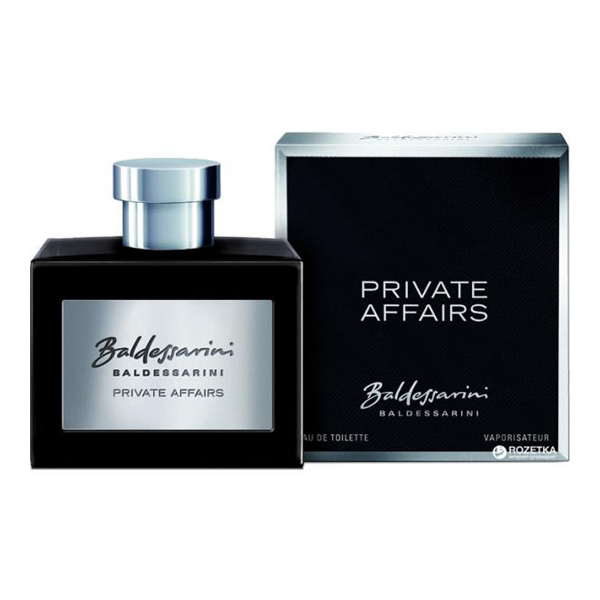 Baldessarini
BALDESSARINI
PRIVATE AFFAIRS
PRIVATE
AFFAIRS
Baldessarini
BALDESSARINI
AU DE TOILETTE
VAPORISATEUR
ROZETKA